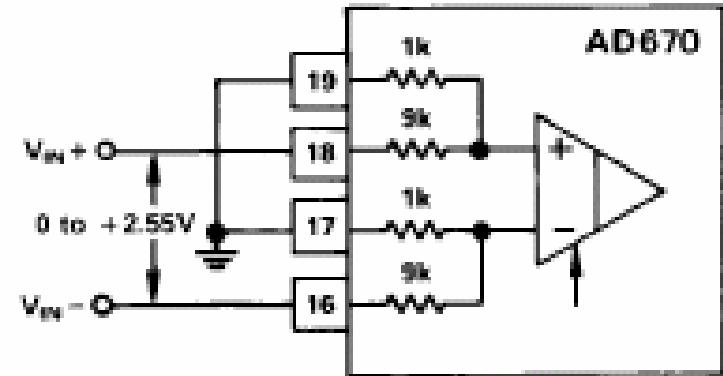 AD670
1k
19
9k
V_IN + 18 +
1k
0 to +2.55V 17
9k
V_IN − 16 −